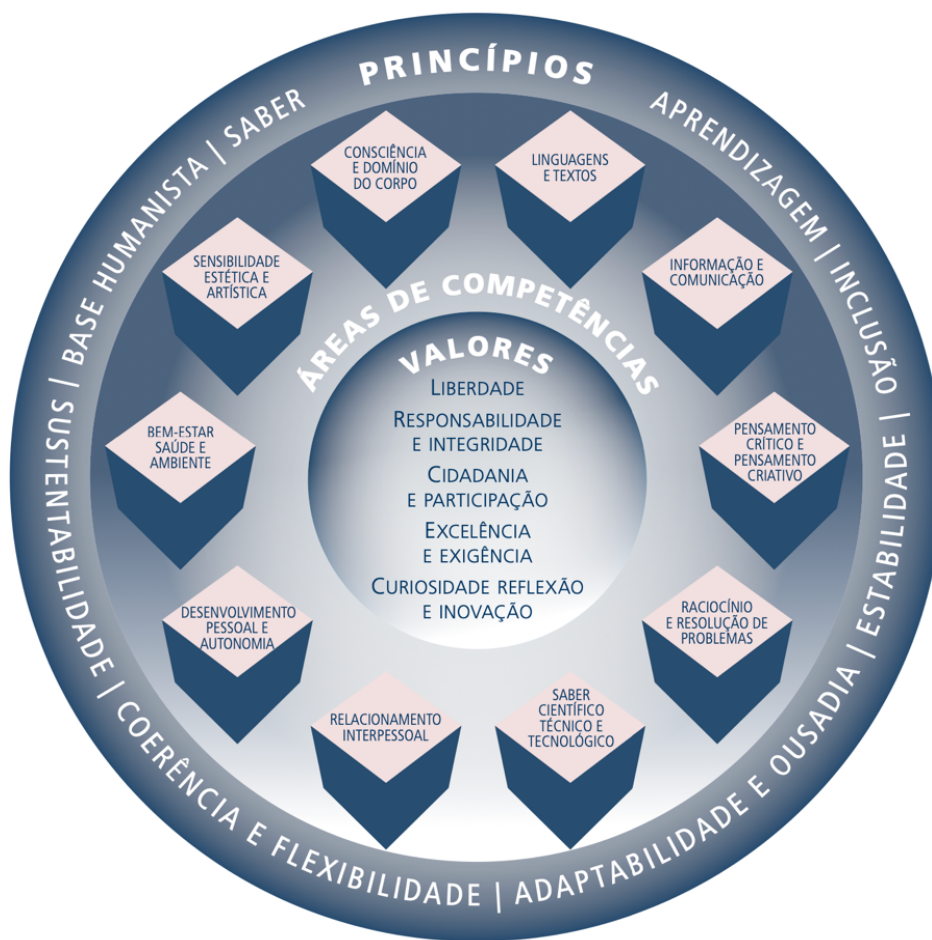 PRINCÍPIOS
APRENDIZAGEM | INCLUSÃO | ESTABILIDADE | ADAPTABILIDADE E OUSADIA | COERÊNCIA E FLEXIBILIDADE | SUSTENTABILIDADE | BASE HUMANISTA | SABER
LINGUAGENS
E TEXTOS
INFORMAÇÃO E
COMUNICAÇÃO
PENSAMENTO
CRÍTICO E
PENSAMENTO
CRIATIVO
RACIOCÍNIO
E RESOLUÇÃO DE
PROBLEMAS
SABER
CIENTÍFICO
TÉCNICO E
TECNOLÓGICO
RELACIONAMENTO
INTERPESSOAL
DESENVOLVIMENTO
PESSOAL E
AUTONOMIA
BEM-ESTAR
SAÚDE E
AMBIENTE
SENSIBILIDADE
ESTÉTICA E
ARTÍSTICA
CONSCIÊNCIA
E DOMÍNIO
DO CORPO
ÁREAS DE COMPETÊNCIAS
VALORES
LIBERDADE
RESPONSABILIDADE
E INTEGRIDADE
CIDADANIA
E PARTICIPAÇÃO
EXCELÊNCIA
E EXIGÊNCIA
CURIOSIDADE REFLEXÃO
E INOVAÇÃO